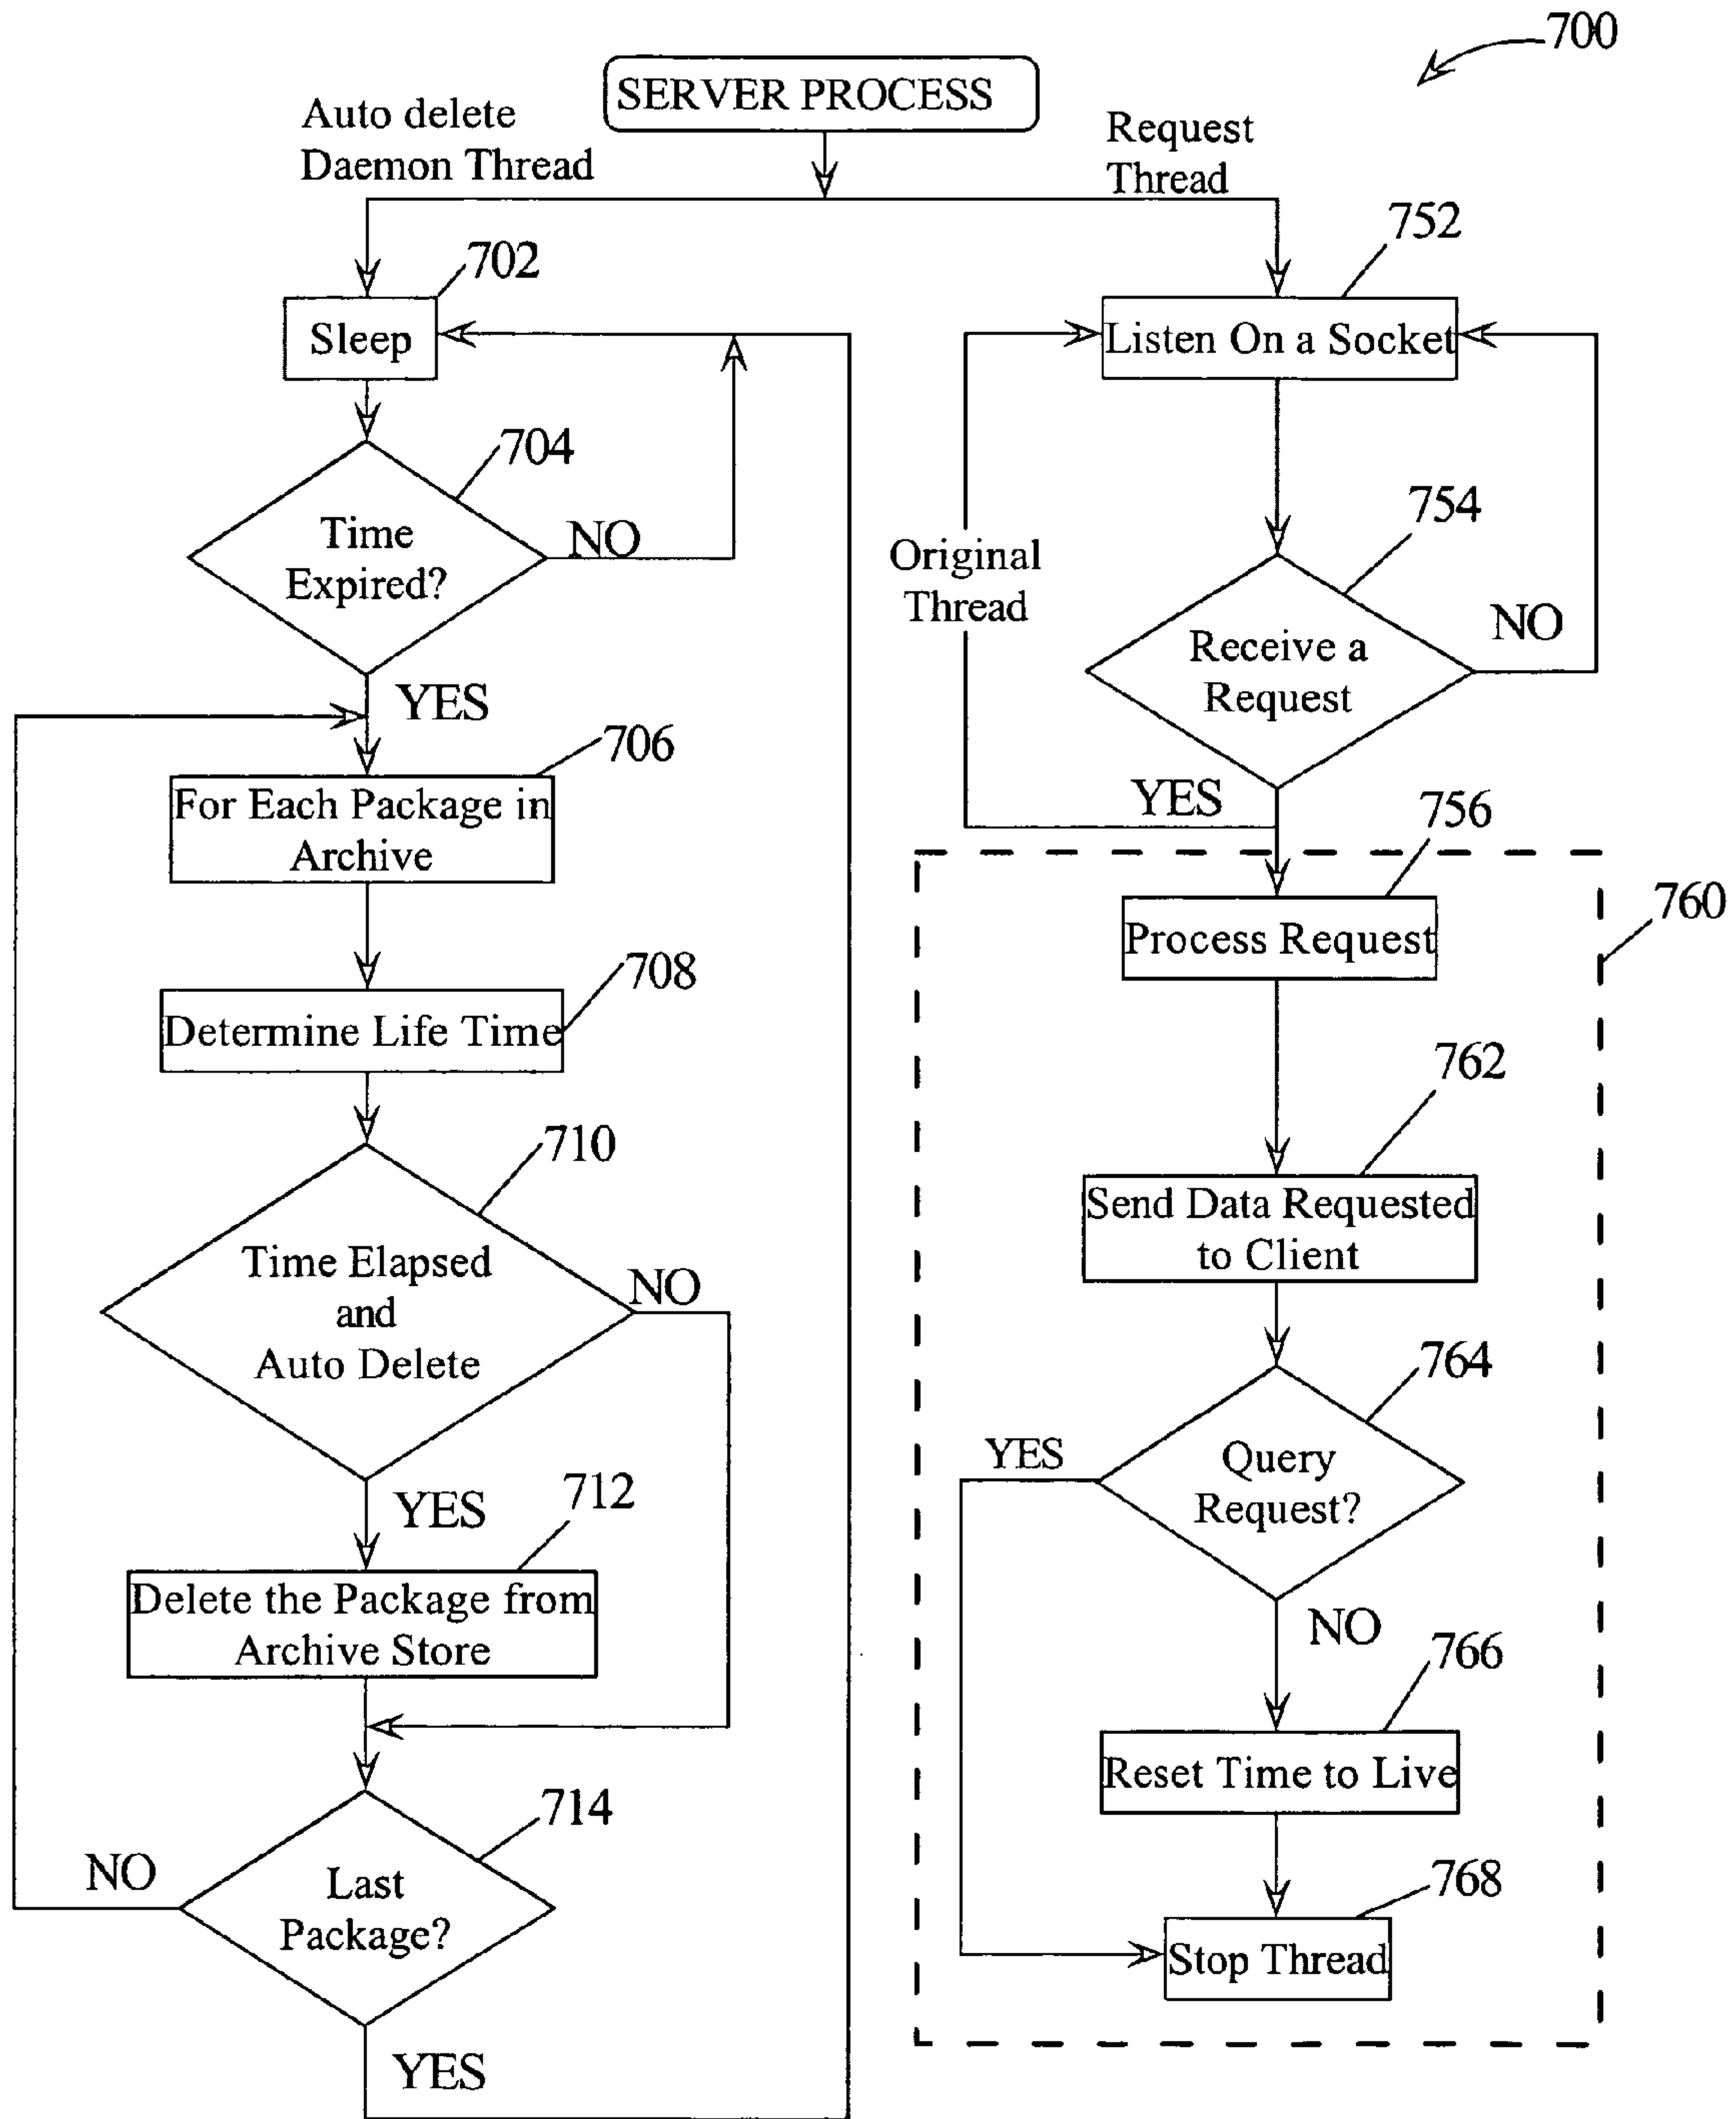 700
SERVER PROCESS
Auto delete
Daemon Thread
Request
Thread
702
Sleep
704
Time
Expired?
NO
YES
706
For Each Package in
Archive
708
Determine Life Time
710
Time Elapsed
and
Auto Delete
NO
YES
712
Delete the Package from
Archive Store
714
Last
Package?
NO
YES
752
Listen On a Socket
754
Receive a
Request
NO
Original
Thread
YES
756
Process Request
760
762
Send Data Requested
to Client
764
Query
Request?
YES
NO
766
Reset Time to Live
768
Stop Thread